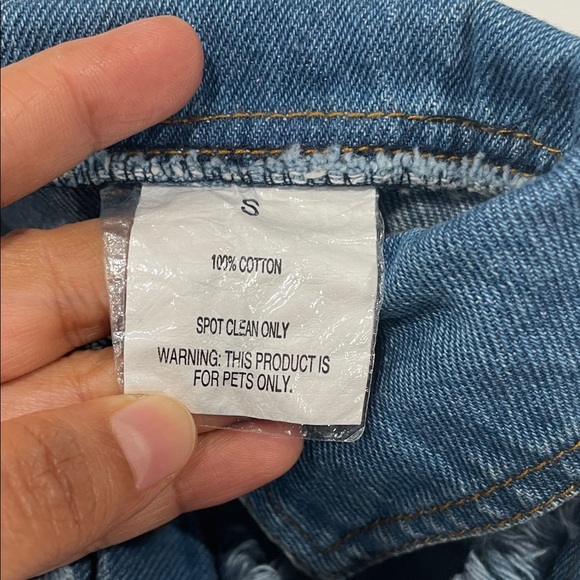 S
100% COTTON
SPOT CLEAN ONLY
WARNING: THIS PRODUCT IS
FOR PETS ONLY.